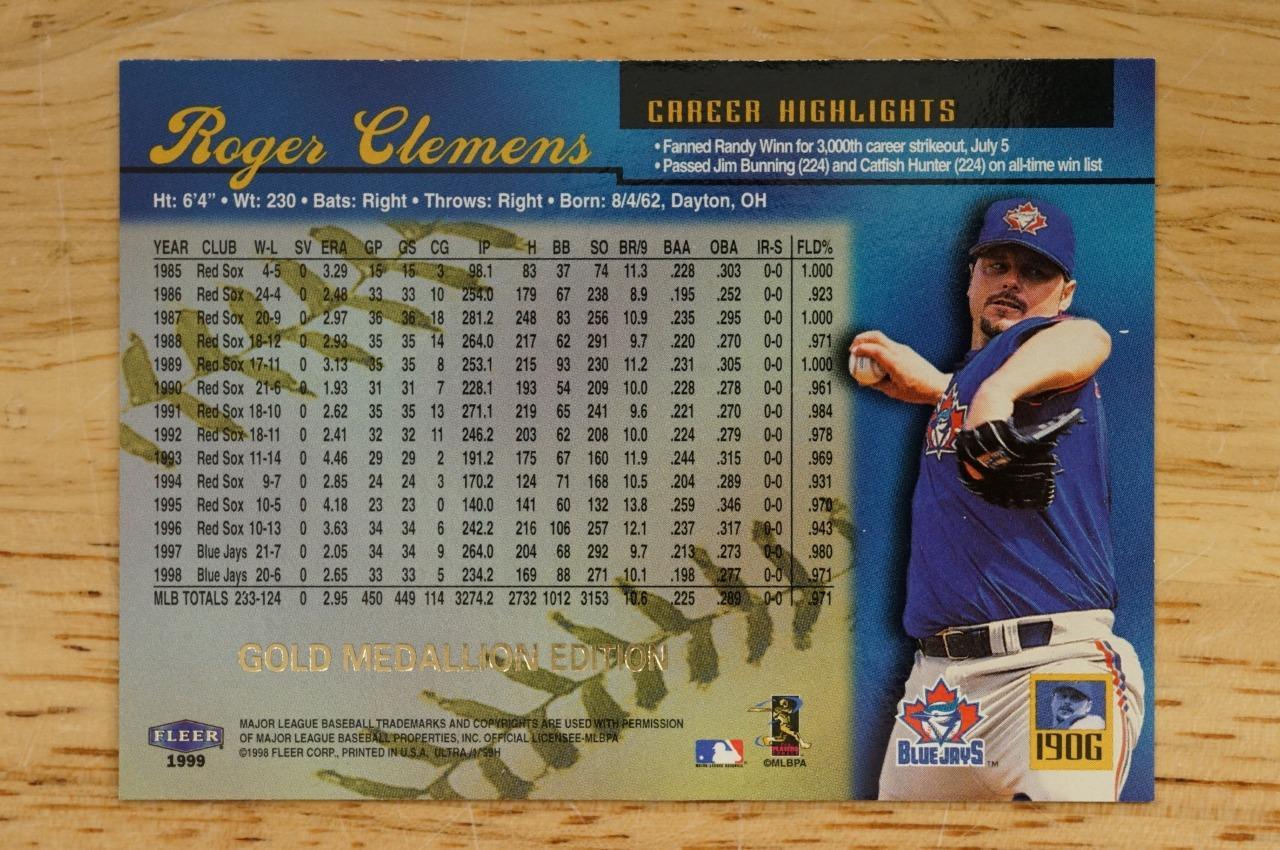 Roger Clemens
CAREER HIGHLIGHTS
• Fanned Randy Winn for 3,000th career strikeout, July 5
• Passed Jim Bunning (224) and Catfish Hunter (224) on all-time win list
Ht: 6'4" • Wt: 230 • Bats: Right • Throws: Right • Born: 8/4/62, Dayton, OH
YEAR CLUB W-L SV ERA GP GS CG IP H BB SO BR/9 BAA OBA IR-S FLD%
1985 Red Sox 4-5 0 3.29 15 15 3 98.1 83 37 74 11.3 .228 .303 0-0 1.000
1986 Red Sox 24-4 0 2.48 33 33 10 254.0 179 67 238 8.9 .195 .252 0-0 .923
1987 Red Sox 20-9 0 2.97 36 36 18 281.2 248 83 256 10.9 .235 .295 0-0 1.000
1988 Red Sox 18-12 0 2.93 35 35 14 264.0 217 62 291 9.7 .220 .270 0-0 .971
1989 Red Sox 17-11 0 3.13 35 35 8 253.1 215 93 230 11.2 .231 .305 0-0 1.000
1990 Red Sox 21-6 0 1.93 31 31 7 228.1 193 54 209 10.0 .228 .278 0-0 .961
1991 Red Sox 18-10 0 2.62 35 35 13 271.1 219 65 241 9.6 .221 .270 0-0 .984
1992 Red Sox 18-11 0 2.41 32 32 11 246.2 203 62 208 10.0 .224 .279 0-0 .978
1993 Red Sox 11-14 0 4.46 29 29 2 191.2 175 67 160 11.9 .244 .315 0-0 .969
1994 Red Sox 9-7 0 2.85 24 24 3 170.2 124 71 168 10.5 .204 .289 0-0 .931
1995 Red Sox 10-5 0 4.18 23 23 0 140.0 141 60 132 13.8 .259 .346 0-0 .970
1996 Red Sox 10-13 0 3.63 34 34 6 242.2 216 106 257 12.1 .237 .317 0-0 .943
1997 Blue Jays 21-7 0 2.05 34 34 9 264.0 204 68 292 9.7 .213 .273 0-0 .980
1998 Blue Jays 20-6 0 2.65 33 33 5 234.2 169 88 271 10.1 .198 .277 0-0 .971
MLB TOTALS 233-124 0 2.95 450 449 114 3274.2 2732 1012 3153 10.6 .225 .289 0-0 .971
GOLD MEDALLION EDITION
FLEER
1999
MAJOR LEAGUE BASEBALL TRADEMARKS AND COPYRIGHTS ARE USED WITH PERMISSION
OF MAJOR LEAGUE BASEBALL PROPERTIES, INC. OFFICIAL LICENSEE-MLBPA
©1998 FLEER CORP., PRINTED IN U.S.A. ULTRA /1/99H
PLAYERS
©MLBPA
BLUE JAYS ™
190G